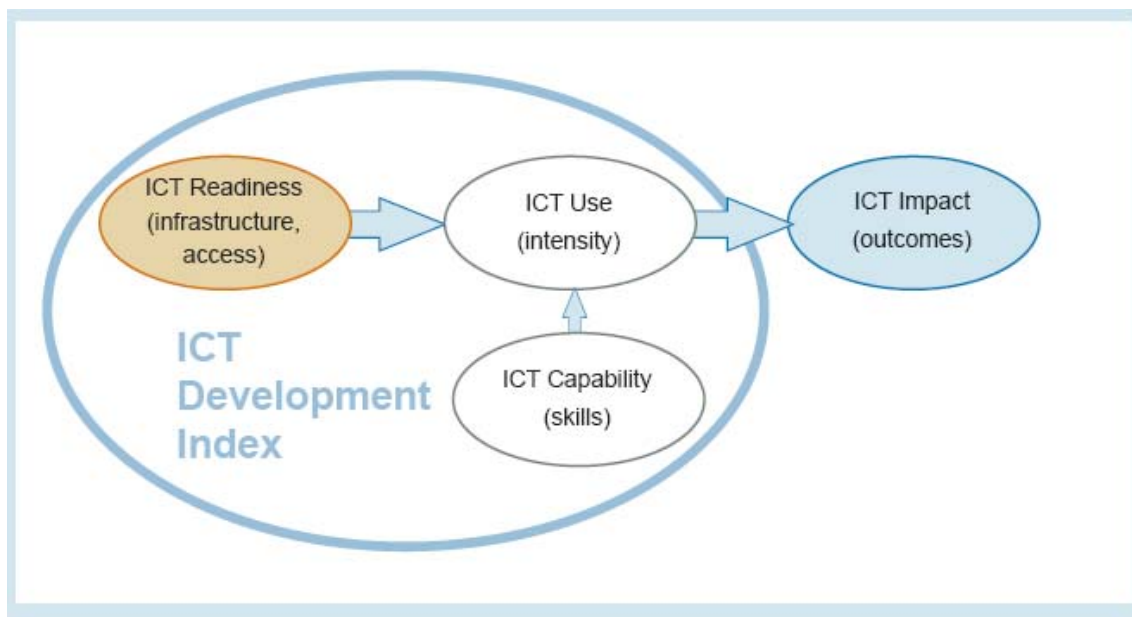 ICT Readiness
(infrastructure,
access)
ICT Use
(intensity)
ICT Impact
(outcomes)
ICT
Development
Index
ICT Capability
(skills)